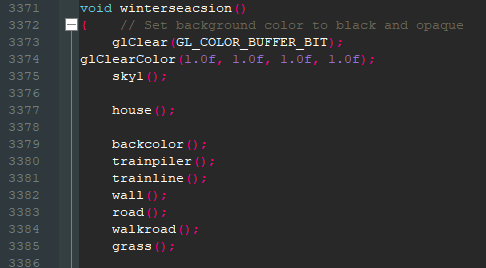 3371 void winterseacsion()
3372 { // Set background color to black and opaque
3373 glClear(GL_COLOR_BUFFER_BIT);
3374 glClearColor(1.0f, 1.0f, 1.0f, 1.0f);
3375 sky1();
3376
3377 house();
3378
3379 backcolor();
3380 trainpiler();
3381 trainline();
3382 wall();
3383 road();
3384 walkroad();
3385 grass();
3386